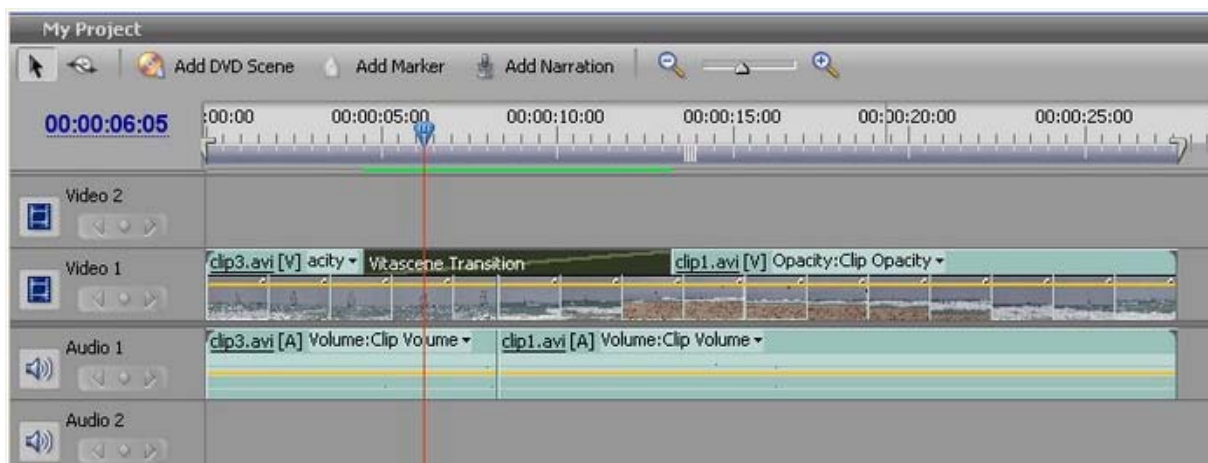 My Project
Add DVD Scene Add Marker Add Narration
00:00:06:05 :00:00 00:00:05:00 00:00:10:00 00:00:15:00 00:00:20:00 00:00:25:00
Video 2
Video 1 clip3.avi [V] acity Vitascene Transition clip1.avi [V] Opacity:Clip Opacity
Audio 1 clip3.avi [A] Volume:Clip Volume clip1.avi [A] Volume:Clip Volume
Audio 2